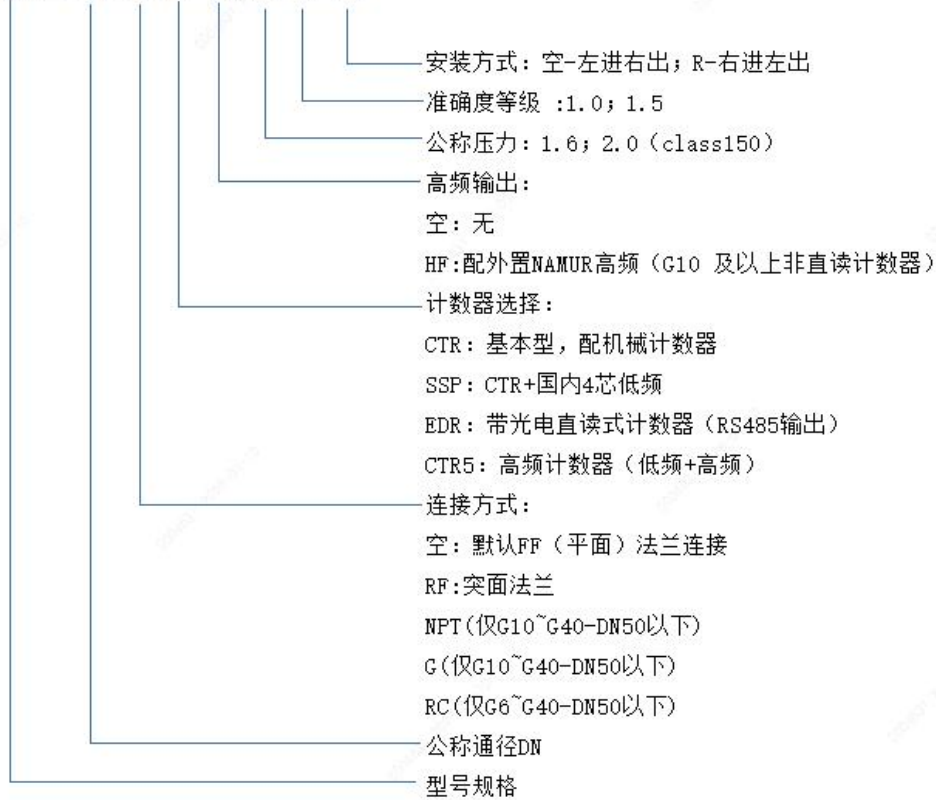 安装方式：空-左进右出；R-右进左出
准确度等级 :1.0；1.5
公称压力：1.6；2.0（class150）
高频输出：
空：无
HF:配外置NAMUR高频（G10 及以上非直读计数器）
计数器选择：
CTR：基本型，配机械计数器
SSP：CTR+国内4芯低频
EDR：带光电直读式计数器（RS485输出）
CTR5：高频计数器（低频+高频）
连接方式：
空：默认FF（平面）法兰连接
RF:突面法兰
NPT(仅G10~G40-DN50以下)
G(仅G10~G40-DN50以下)
RC(仅G6~G40-DN50以下)
公称通径DN
型号规格